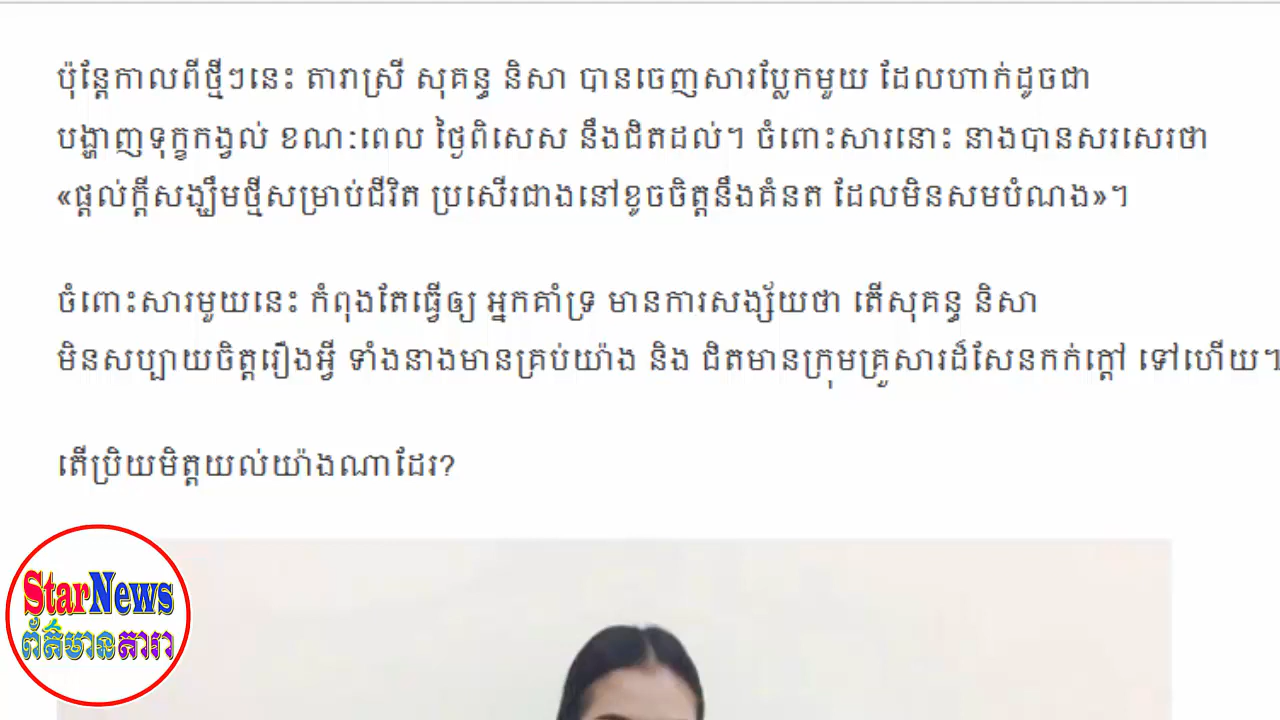 ប៉ុន្តែកាលពីថ្មីៗនេះ តារាស្រី សុគន្ធ និសា បានចេញសារប្លែកមួយ ដែលហាក់ដូចជា
បង្ហាញទុក្ខកង្វល់ ខណៈពេល ថ្ងៃពិសេស នឹងជិតដល់។ ចំពោះសារនោះ នាងបានសរសេរថា
«ផ្ដល់ក្ដីសង្ឃឹមថ្មីសម្រាប់ជីវិត ប្រសើរជាងនៅខូចចិត្តនឹងគំនត ដែលមិនសមបំណង»។
ចំពោះសារមួយនេះ កំពុងតែធ្វើឲ្យ អ្នកគាំទ្រ មានការសង្ស័យថា តើសុគន្ធ និសា
មិនសប្បាយចិត្តរឿងអ្វី ទាំងនាងមានគ្រប់យ៉ាង និង ជិតមានក្រុមគ្រួសារដ៏សែនកក់ក្ដៅ ទៅហើយ។
តើប្រិយមិត្តយល់យ៉ាងណាដែរ?
StarNews
ព័ត៌មានតារា